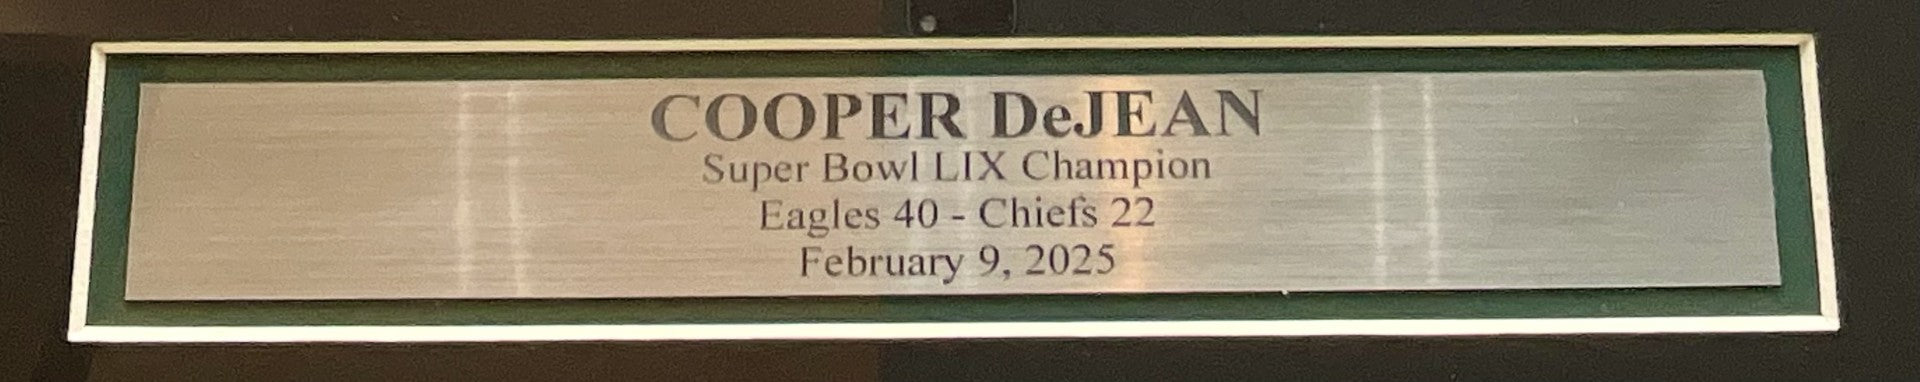 COOPER DeJEAN
Super Bowl LIX Champion
Eagles 40 - Chiefs 22
February 9, 2025